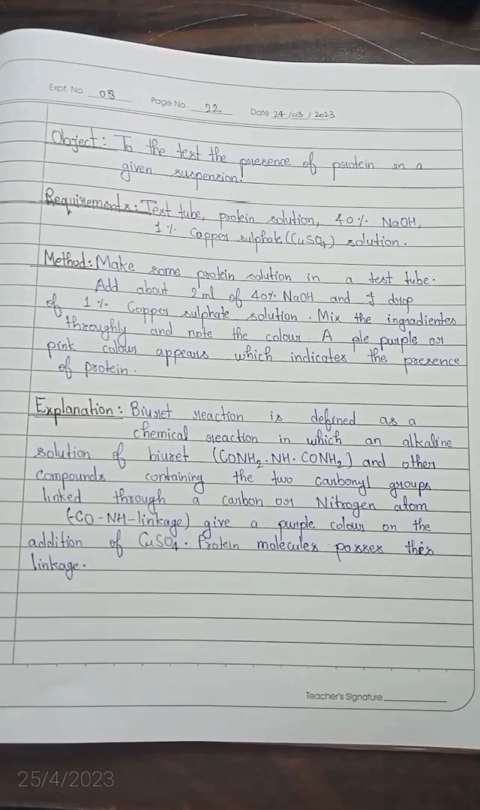 Expt. No. 08
Page No. 22
Date 24/03/2023
Object: To the text the presence of protein in a
given suspension.
Requirements: Test tube, protein solution, 40% NaOH,
1% Copper sulphate (CuSO4) solution.
Method: Make some protein solution in a test tube.
Add about 2ml of 40% NaOH and 1 drop
of 1% Copper sulphate solution. Mix the ingradientes
throughly and note the colour. A ple purple or
pink colour appears which indicates the presence
of protein.
Explanation: Biuret reaction is defined as a
chemical reaction in which an alkaline
solution of biuret (CONH2.NH.CONH2) and other
compounds containing the two carbonyl groups
linked through a carbon or Nitrogen atom
(-CO-NH-linkage) give a purple colour on the
addition of CuSO4. Protein molecules posses this
linkage.
Teacher's Signature
25/4/2023